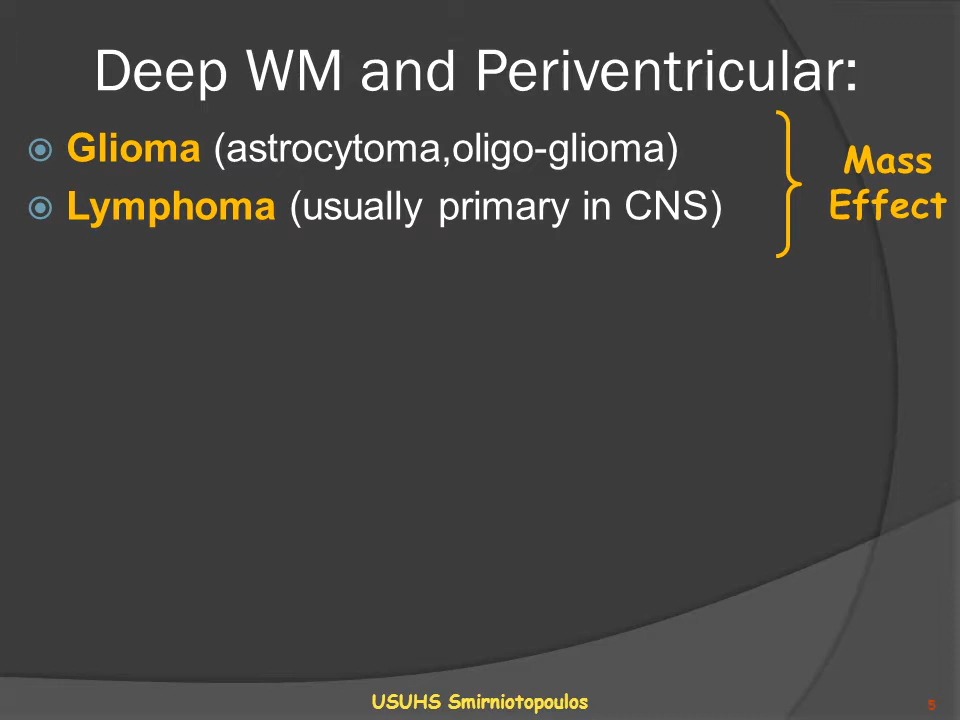 Deep WM and Periventricular:
Glioma (astrocytoma,oligo-glioma)
Lymphoma (usually primary in CNS)
Mass
Effect
USUHS Smirniotopoulos
5